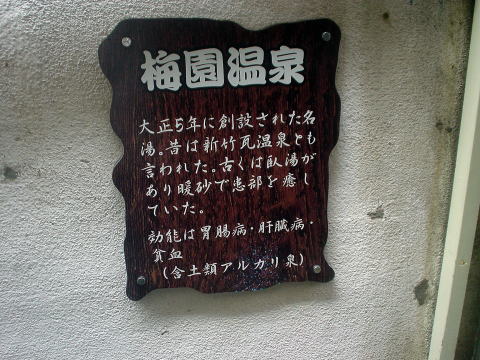 梅園温泉
大正5年に創設された名
湯。昔は新竹瓦温泉とも
言われた。古くは臥湯が
あり暖砂で患部を癒し
ていた。
効能は胃腸病・肝臓病・
貧血
(含土類アルカリ泉)